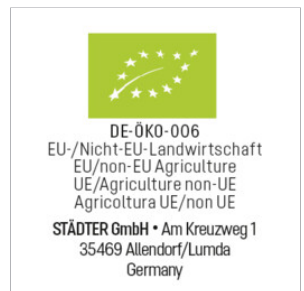 DE-ÖKO-006
EU-/Nicht-EU-Landwirtschaft
EU/non-EU Agriculture
UE/Agriculture non-UE
Agricoltura UE/non UE
STÄDTER GmbH • Am Kreuzweg 1
35469 Allendorf/Lumda
Germany